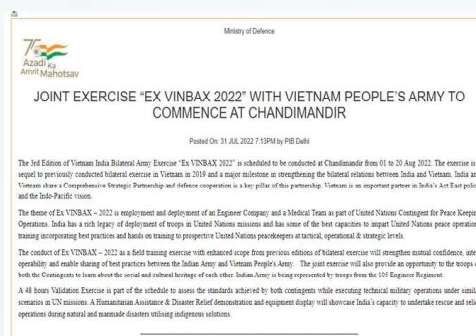 Ministry of Defence
75
Azadi Ka
Amrit Mahotsav
JOINT EXERCISE “EX VINBAX 2022” WITH VIETNAM PEOPLE’S ARMY TO
COMMENCE AT CHANDIMANDIR
Posted On: 31 JUL 2022 7:13PM by PIB Delhi
The 3rd Edition of Vietnam India Bilateral Army Exercise “Ex VINBAX 2022” is scheduled to be conducted at Chandimandir from 01 to 20 Aug 2022. The exercise is
sequel to previously conducted bilateral exercise in Vietnam in 2019 and a major milestone in strengthening the bilateral relations between India and Vietnam. India and
Vietnam share a Comprehensive Strategic Partnership and defence cooperation is a key pillar of this partnership. Vietnam is an important partner in India’s Act East policy
and the Indo-Pacific vision.
The theme of Ex VINBAX – 2022 is employment and deployment of an Engineer Company and a Medical Team as part of United Nations Contingent for Peace Keeping
Operations. India has a rich legacy of deployment of troops in United Nations missions and has some of the best capacities to impart United Nations peace operations
training incorporating best practices and hands on training to prospective United Nations peacekeepers at tactical, operational & strategic levels.
The conduct of Ex VINBAX – 2022 as a field training exercise with enhanced scope from previous editions of bilateral exercise will strengthen mutual confidence, inter
operability and enable sharing of best practices between the Indian Army and Vietnam People’s Army. The joint exercise will also provide an opportunity to the troops of
both the Contingents to learn about the social and cultural heritage of each other. Indian Army is being represented by troops from the 105 Engineer Regiment.
A 48 hours Validation Exercise is part of the schedule to assess the standards achieved by both contingents while executing technical military operations under similar
scenarios in UN missions. A Humanitarian Assistance & Disaster Relief demonstration and equipment display will showcase India’s capacity to undertake rescue and relief
operations during natural and manmade disasters utilising indigenous solutions.